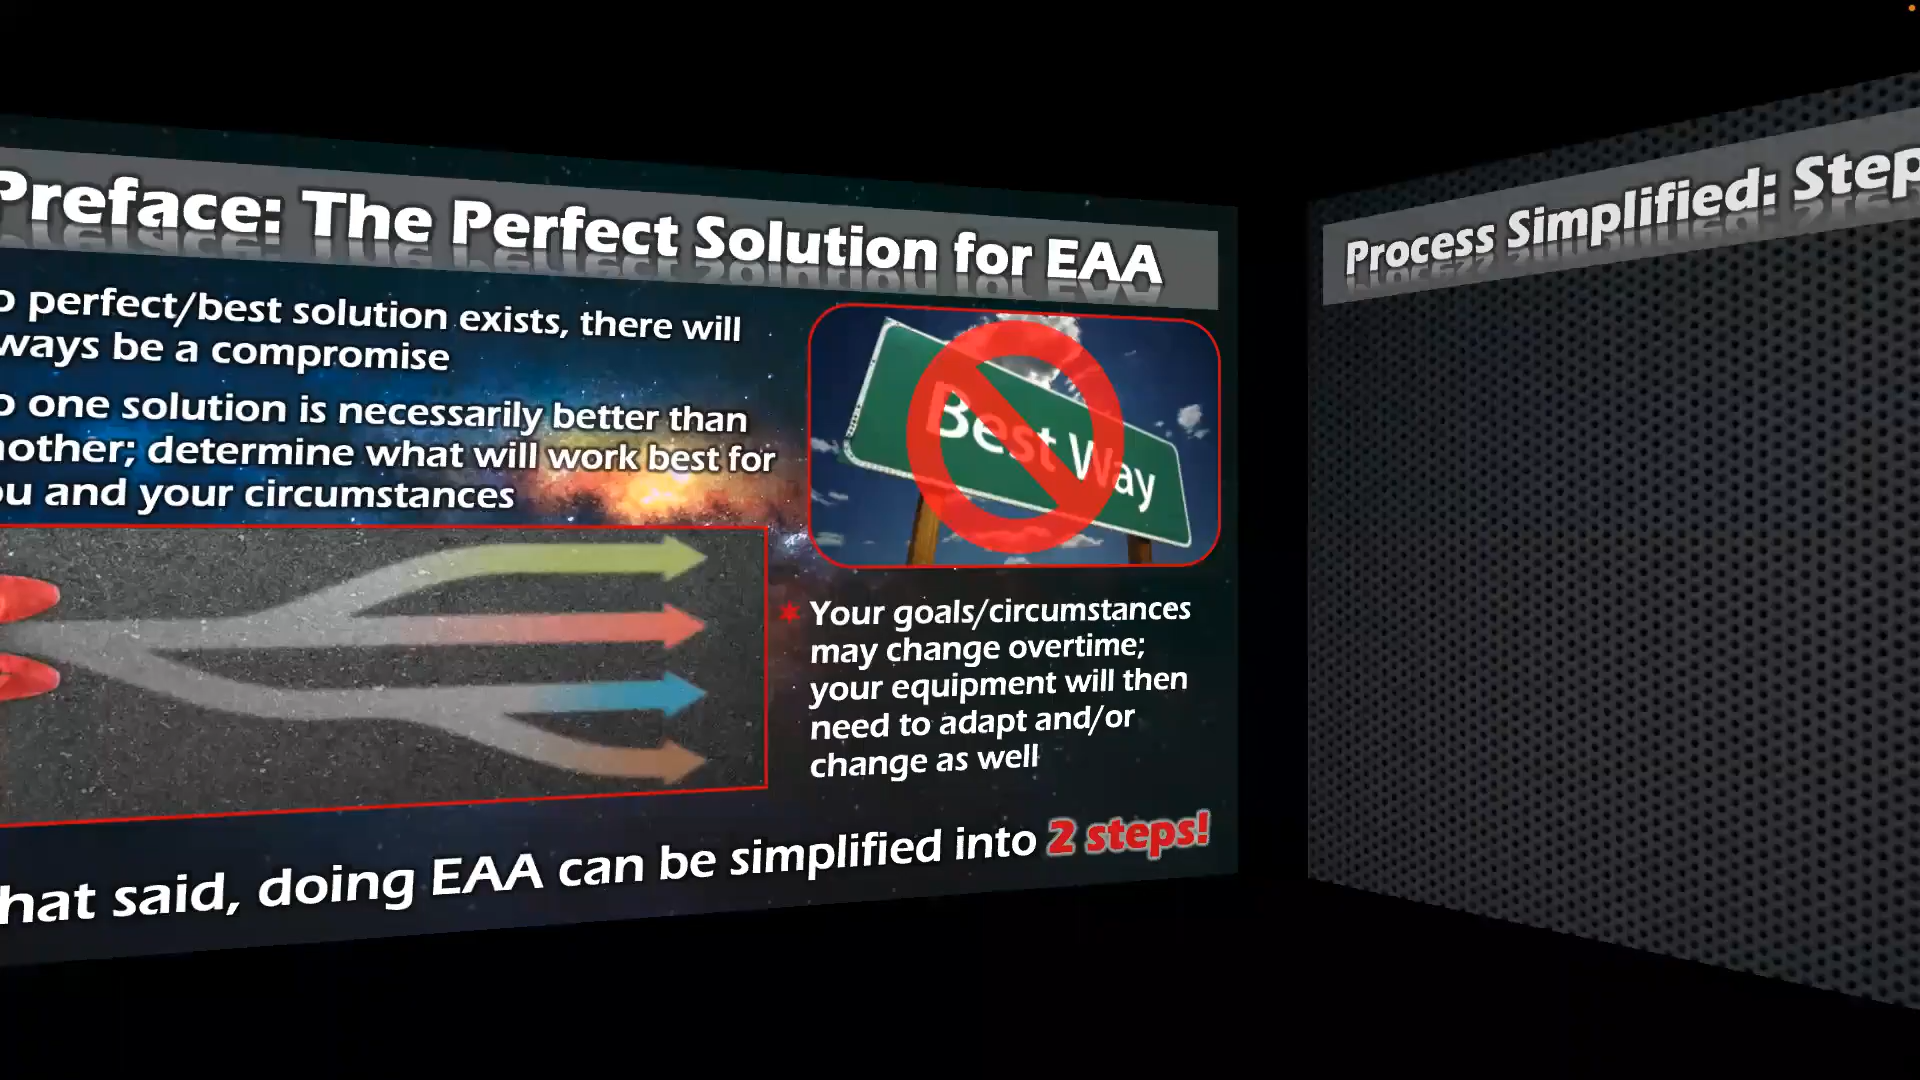 Preface: The Perfect Solution for EAA
perfect/best solution exists, there will
be a compromise
one solution is necessarily better than
determine what will work best for
and your circumstances
Best Way
Your goals/circumstances
may change overtime;
your equipment will then
need to adapt and/or
change as well
said, doing EAA can be simplified into 2 steps!
Process Simplified: Step